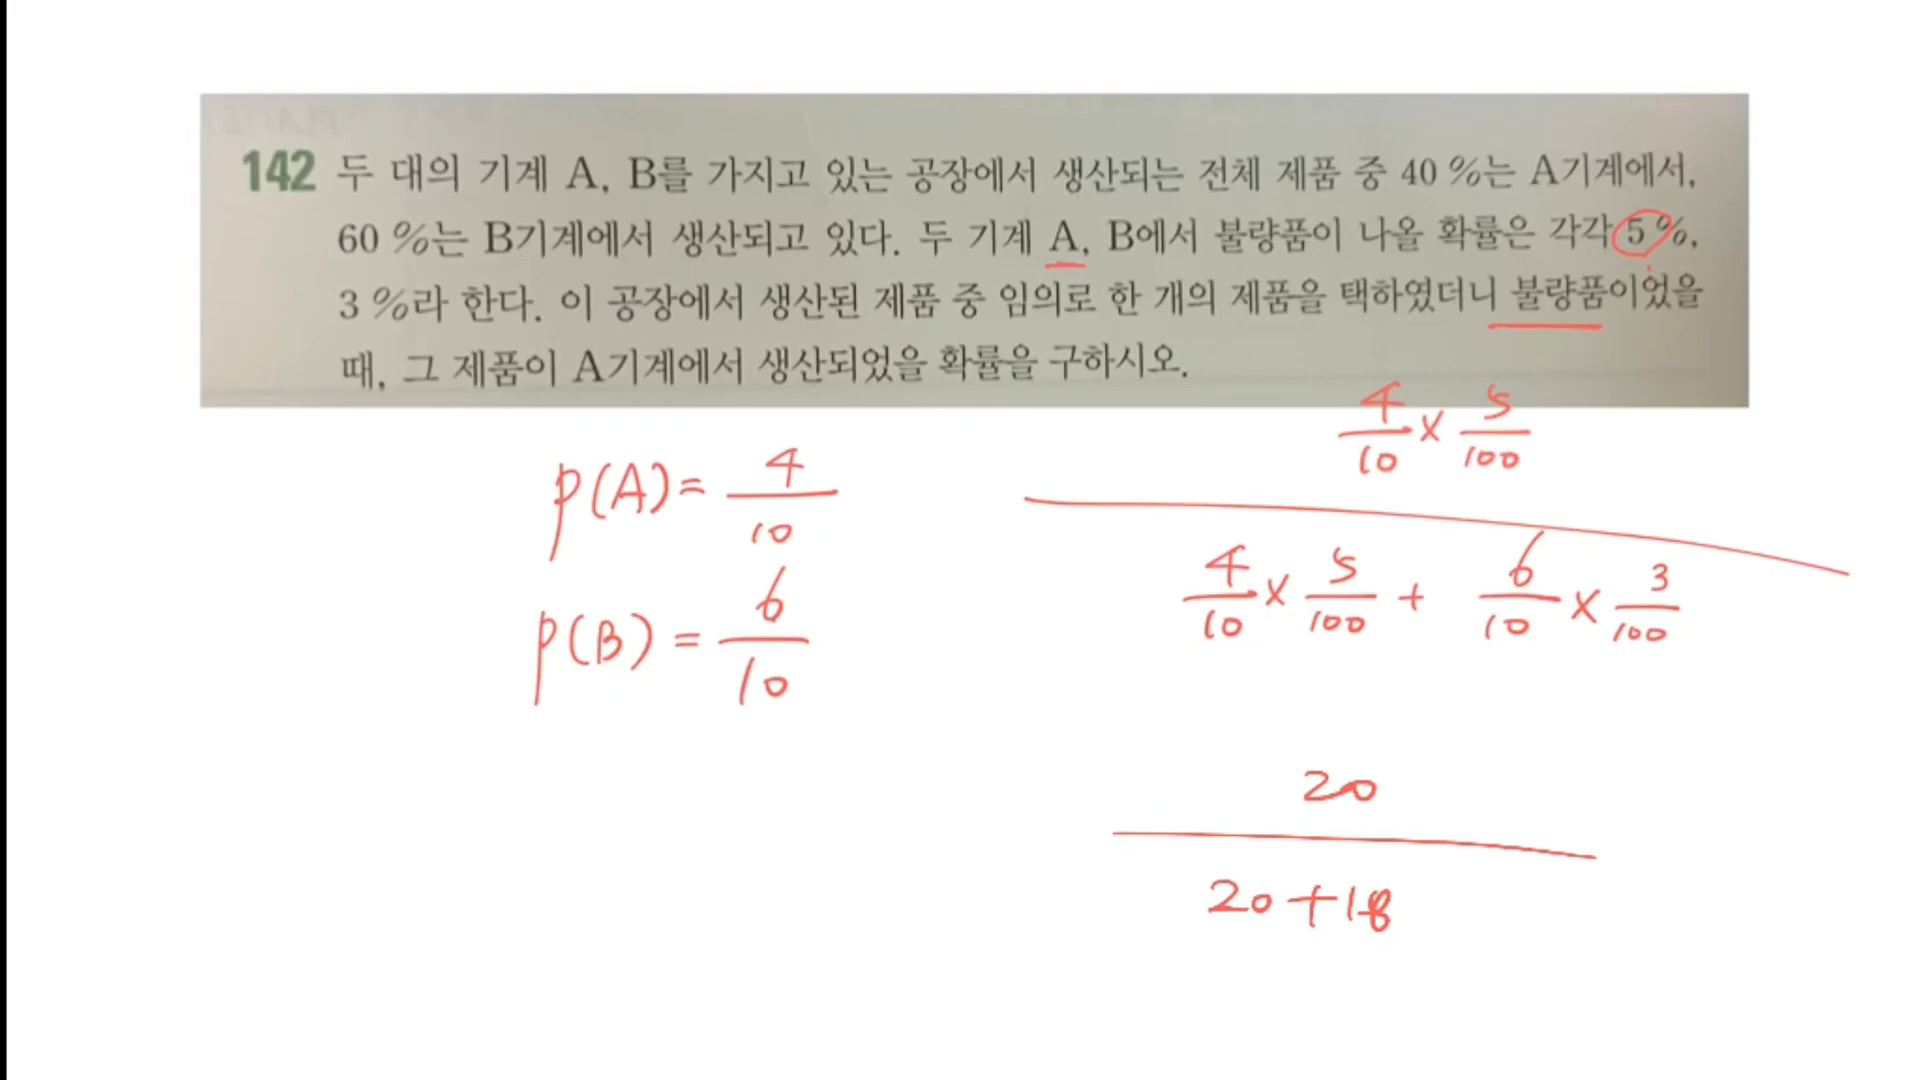 142 두 대의 기계 A, B를 가지고 있는 공장에서 생산되는 전체 제품 중 40 %는 A기계에서,
60 %는 B기계에서 생산되고 있다. 두 기계 A, B에서 불량품이 나올 확률은 각각 5 %,
3 %라 한다. 이 공장에서 생산된 제품 중 임의로 한 개의 제품을 택하였더니 불량품이었을
때, 그 제품이 A기계에서 생산되었을 확률을 구하시오.
P(A) = 4/10
P(B) = 6/10
4/10 × 5/100
4/10 × 5/100 + 6/10 × 3/100
20
20 + 18